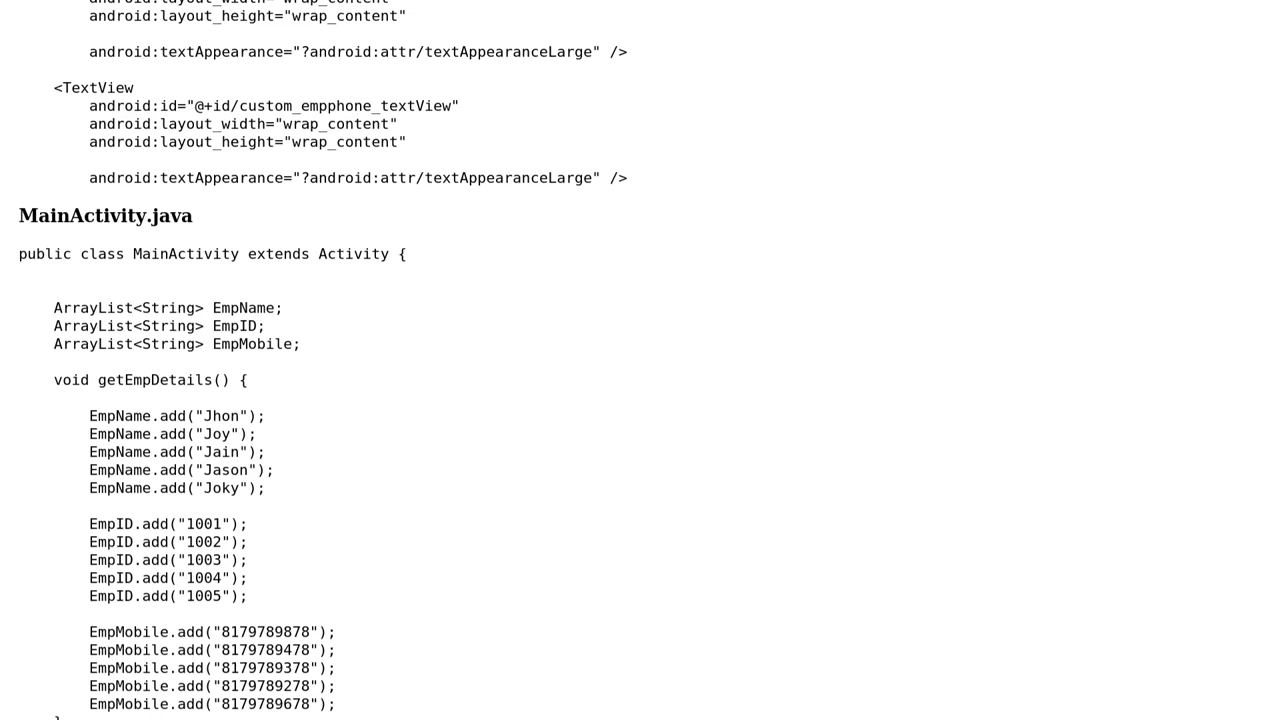 android:layout_width="wrap_content"
android:layout_height="wrap_content"
android:textAppearance="?android:attr/textAppearanceLarge" />
<TextView
android:id="@+id/custom_empphone_textView"
android:layout_width="wrap_content"
android:layout_height="wrap_content"
android:textAppearance="?android:attr/textAppearanceLarge" />
MainActivity.java
public class MainActivity extends Activity {
ArrayList<String> EmpName;
ArrayList<String> EmpID;
ArrayList<String> EmpMobile;
void getEmpDetails() {
EmpName.add("Jhon");
EmpName.add("Joy");
EmpName.add("Jain");
EmpName.add("Jason");
EmpName.add("Joky");
EmpID.add("1001");
EmpID.add("1002");
EmpID.add("1003");
EmpID.add("1004");
EmpID.add("1005");
EmpMobile.add("8179789878");
EmpMobile.add("8179789478");
EmpMobile.add("8179789378");
EmpMobile.add("8179789278");
EmpMobile.add("8179789678");
}